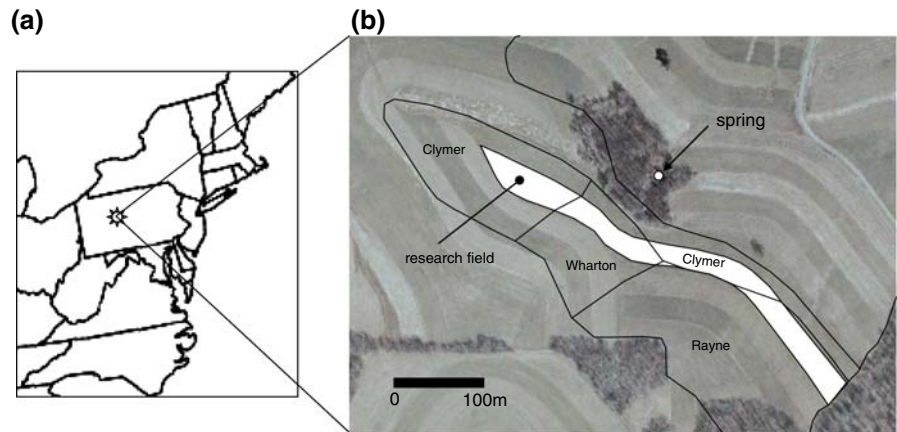 (a)
(b)
spring
Clymer
research field
Wharton
Clymer
Rayne
0 100m